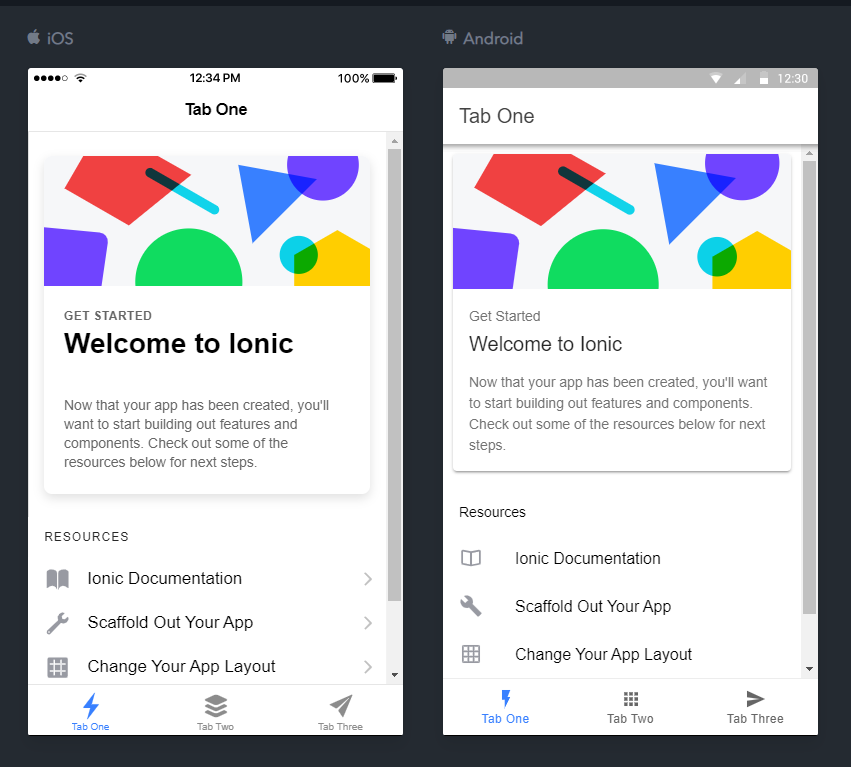 iOS
12:34 PM 100%
Tab One
GET STARTED
Welcome to Ionic
Now that your app has been created, you'll
want to start building out features and
components. Check out some of the
resources below for next steps.
RESOURCES
Ionic Documentation
Scaffold Out Your App
Change Your App Layout
Tab One Tab Two Tab Three
Android
12:30
Tab One
Get Started
Welcome to Ionic
Now that your app has been created, you'll want
to start building out features and components.
Check out some of the resources below for next
steps.
Resources
Ionic Documentation
Scaffold Out Your App
Change Your App Layout
Tab One Tab Two Tab Three